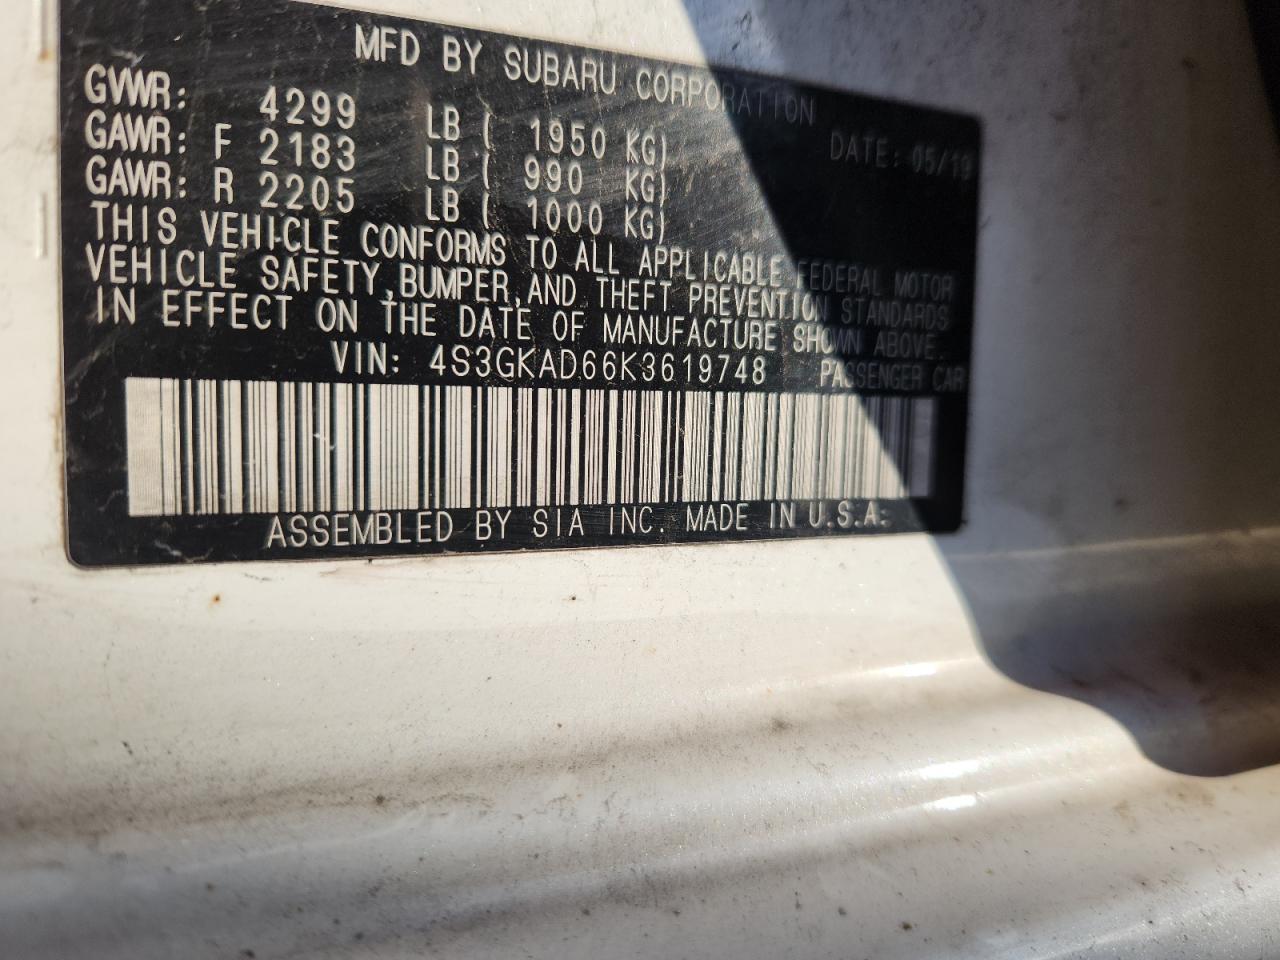 MFD BY SUBARU CORPORATION
GVWR: 4299 LB ( 1950 KG) DATE: 05/19
GAWR: F 2183 LB ( 990 KG)
GAWR: R 2205 LB ( 1000 KG)
THIS VEHICLE CONFORMS TO ALL APPLICABLE FEDERAL MOTOR
VEHICLE SAFETY, BUMPER, AND THEFT PREVENTION STANDARDS
IN EFFECT ON THE DATE OF MANUFACTURE SHOWN ABOVE.
VIN: 4S3GKAD66K3619748 PASSENGER CAR
ASSEMBLED BY SIA INC. MADE IN U.S.A.